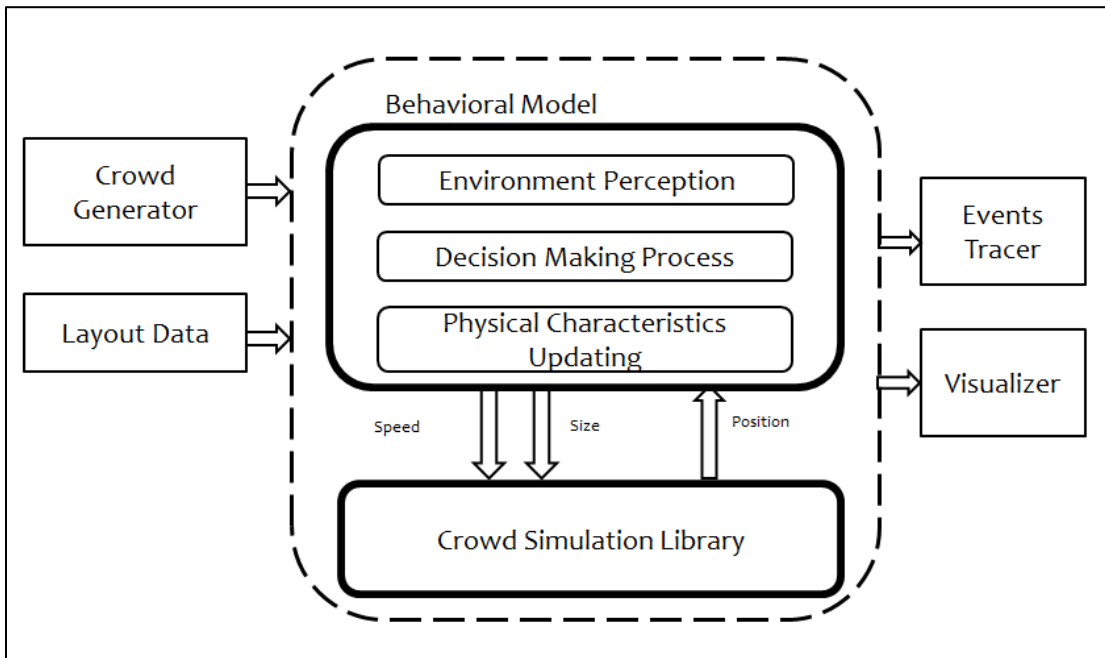 Behavioral Model
Crowd
Generator
Layout Data
Environment Perception
Decision Making Process
Physical Characteristics
Updating
Speed
Size
Position
Crowd Simulation Library
Events
Tracer
Visualizer